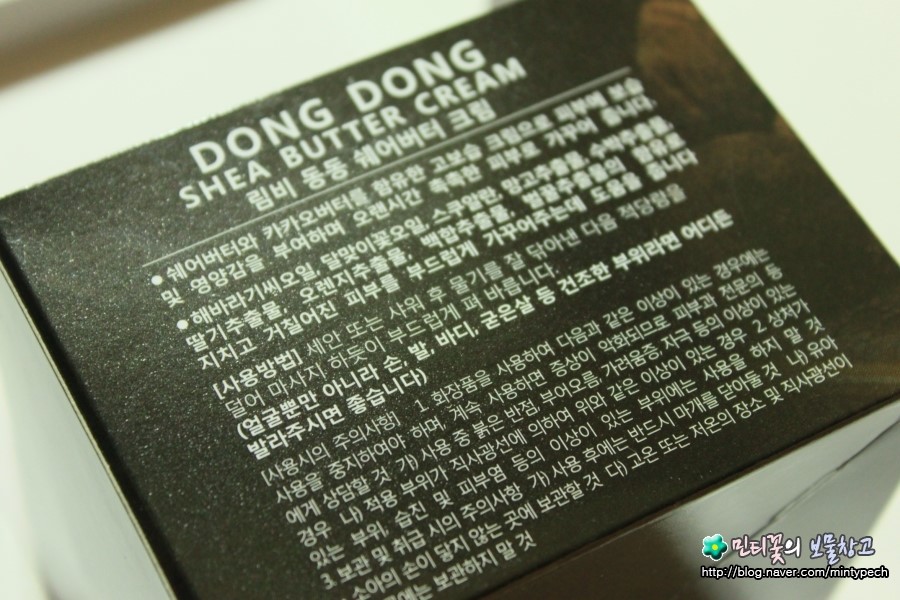 DONG DONG
SHEA BUTTER CREAM
림비 동동 쉐어버터 크림
• 쉐어버터와 카카오버터를 함유한 고보습 크림으로 피부에 보습
및 영양감을 부여하며 오랜시간 촉촉한 피부로 가꾸어 줍니다.
• 해바라기씨오일, 달맞이꽃오일, 스쿠알란, 망고추출물, 수박추출물,
딸기추출물, 오렌지추출물, 백합추출물, 벌꿀추출물의 함유로
지치고 거칠어진 피부를 부드럽게 가꾸어주는데 도움을 줍니다
[사용방법] 세안 또는 샤워 후 물기를 잘 닦아낸 다음 적당량을
덜어 마사지 하듯이 부드럽게 펴 바릅니다.
(얼굴뿐만 아니라 손, 발, 바디, 굳은살 등 건조한 부위라면 어디든
발라주시면 좋습니다)
[사용시의 주의사항] 1. 화장품을 사용하여 다음과 같은 이상이 있는 경우에는
사용을 중지하여야 하며, 계속 사용하면 증상이 악화되므로 피부과 전문의 등
에게 상담할 것 가) 사용 중 붉은 반점, 부어오름, 가려움증, 자극 등의 이상이 있는
경우 나) 적용 부위가 직사광선에 의하여 위와 같은 이상이 있는 경우 2. 상처가
있는 부위, 습진 및 피부염 등의 이상이 있는 부위에는 사용을 하지 말 것
3. 보관 및 취급 시의 주의사항 가) 사용 후에는 반드시 마개를 닫아둘 것 나) 유아
소아의 손이 닿지 않는 곳에 보관할 것 다) 고온 또는 저온의 장소 및 직사광선이
곳에는 보관하지 말 것
민티꽃의 보물창고
http://blog.naver.com/mintypech